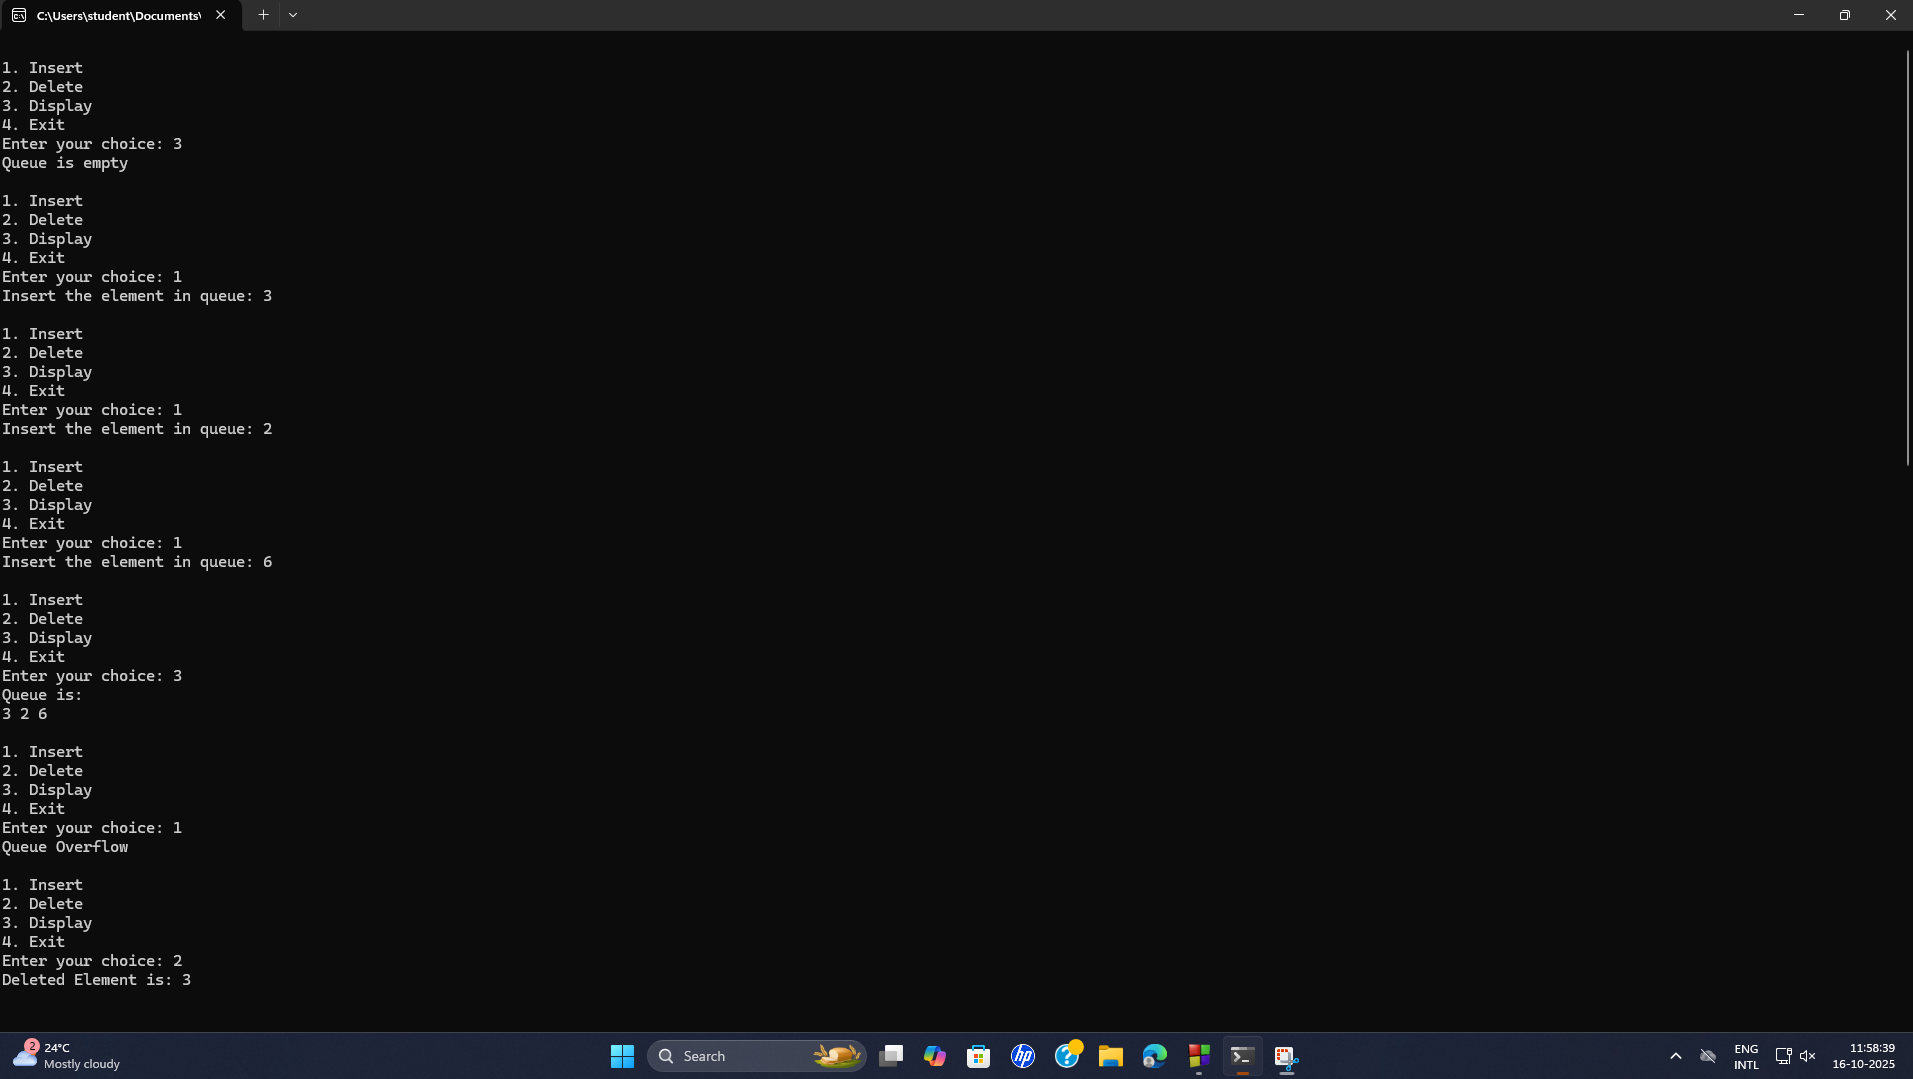 C:\Users\student\Documents\
1. Insert
2. Delete
3. Display
4. Exit
Enter your choice: 3
Queue is empty
1. Insert
2. Delete
3. Display
4. Exit
Enter your choice: 1
Insert the element in queue: 3
1. Insert
2. Delete
3. Display
4. Exit
Enter your choice: 1
Insert the element in queue: 2
1. Insert
2. Delete
3. Display
4. Exit
Enter your choice: 1
Insert the element in queue: 6
1. Insert
2. Delete
3. Display
4. Exit
Enter your choice: 3
Queue is:
3 2 6
1. Insert
2. Delete
3. Display
4. Exit
Enter your choice: 1
Queue Overflow
1. Insert
2. Delete
3. Display
4. Exit
Enter your choice: 2
Deleted Element is: 3
2
24°C
Mostly cloudy
Search
hp
ENG
INTL
11:58:39
16-10-2025